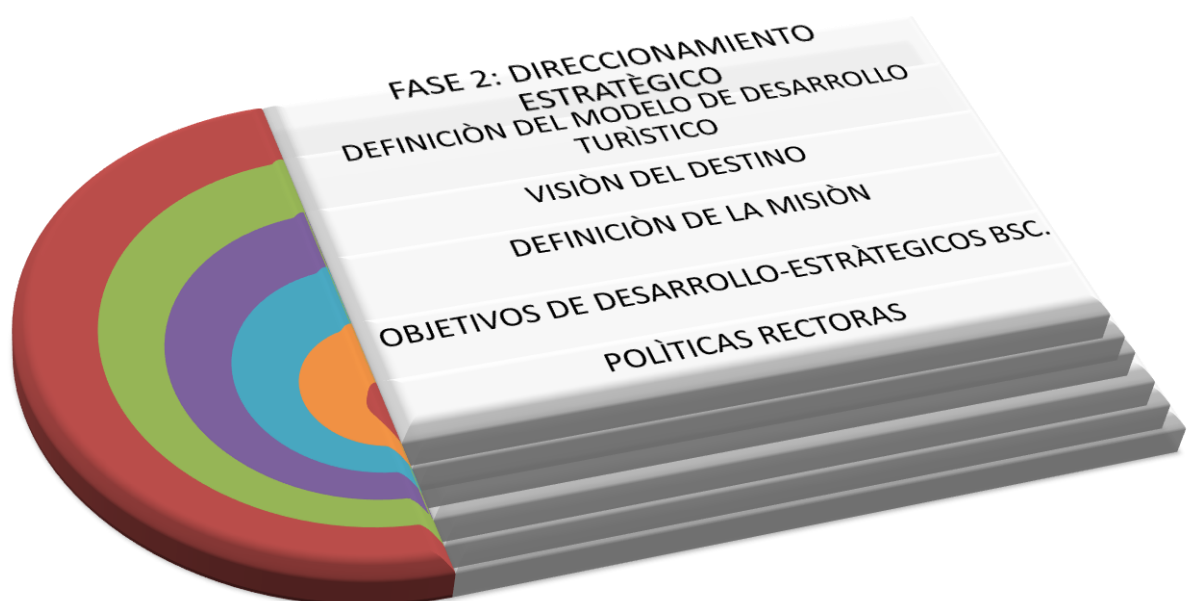 FASE 2: DIRECCIONAMIENTO
ESTRATÈGICO
DEFINICIÒN DEL MODELO DE DESARROLLO
TURÌSTICO
VISIÒN DEL DESTINO
DEFINICIÒN DE LA MISIÒN
OBJETIVOS DE DESARROLLO-ESTRÀTEGICOS BSC.
POLÌTICAS RECTORAS